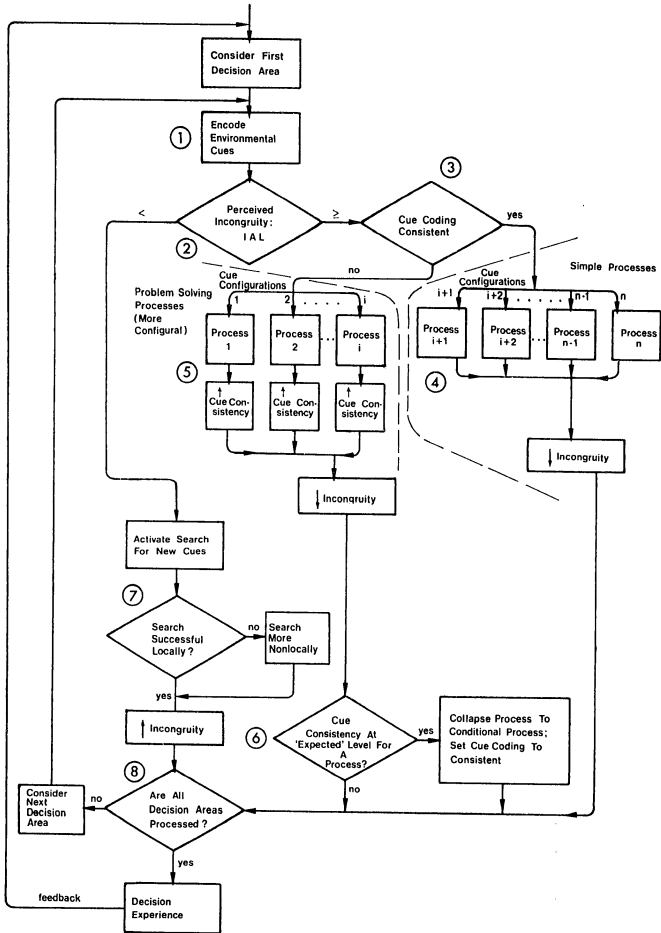 Consider First
Decision Area
1
Encode
Environmental
Cues
3
<
Perceived
Incongruity:
I A L
≥
Cue Coding
Consistent
yes
2
no
Simple Processes
Problem Solving
Processes
(More
Configural)
Cue
Configurations
1
2 . . . . . i
Cue
Configurations
i+1 i+2 . . . . . . n-1 n
Process
1
Process
2
...
Process
i
Process
i+1
Process
i+2
...
Process
n-1
Process
n
5
4
↑
Cue Con-
sistency
↑
Cue Con-
sistency
↑
Cue Con-
sistency
↓ Incongruity
↓ Inconqruity
Activate Search
For New Cues
7
Search
Successful
Locally ?
no
Search
More
Nonlocally
yes
↑ Incongruity
6
Cue
Consistency At
'Expected' Level For
A
Process?
yes
Collapse Process To
Conditional Process;
Set Cue Coding To
Consistent
no
8
Are All
Decision Areas
Processed ?
no
Consider
Next
Decision
Area
yes
feedback
Decision
Experience